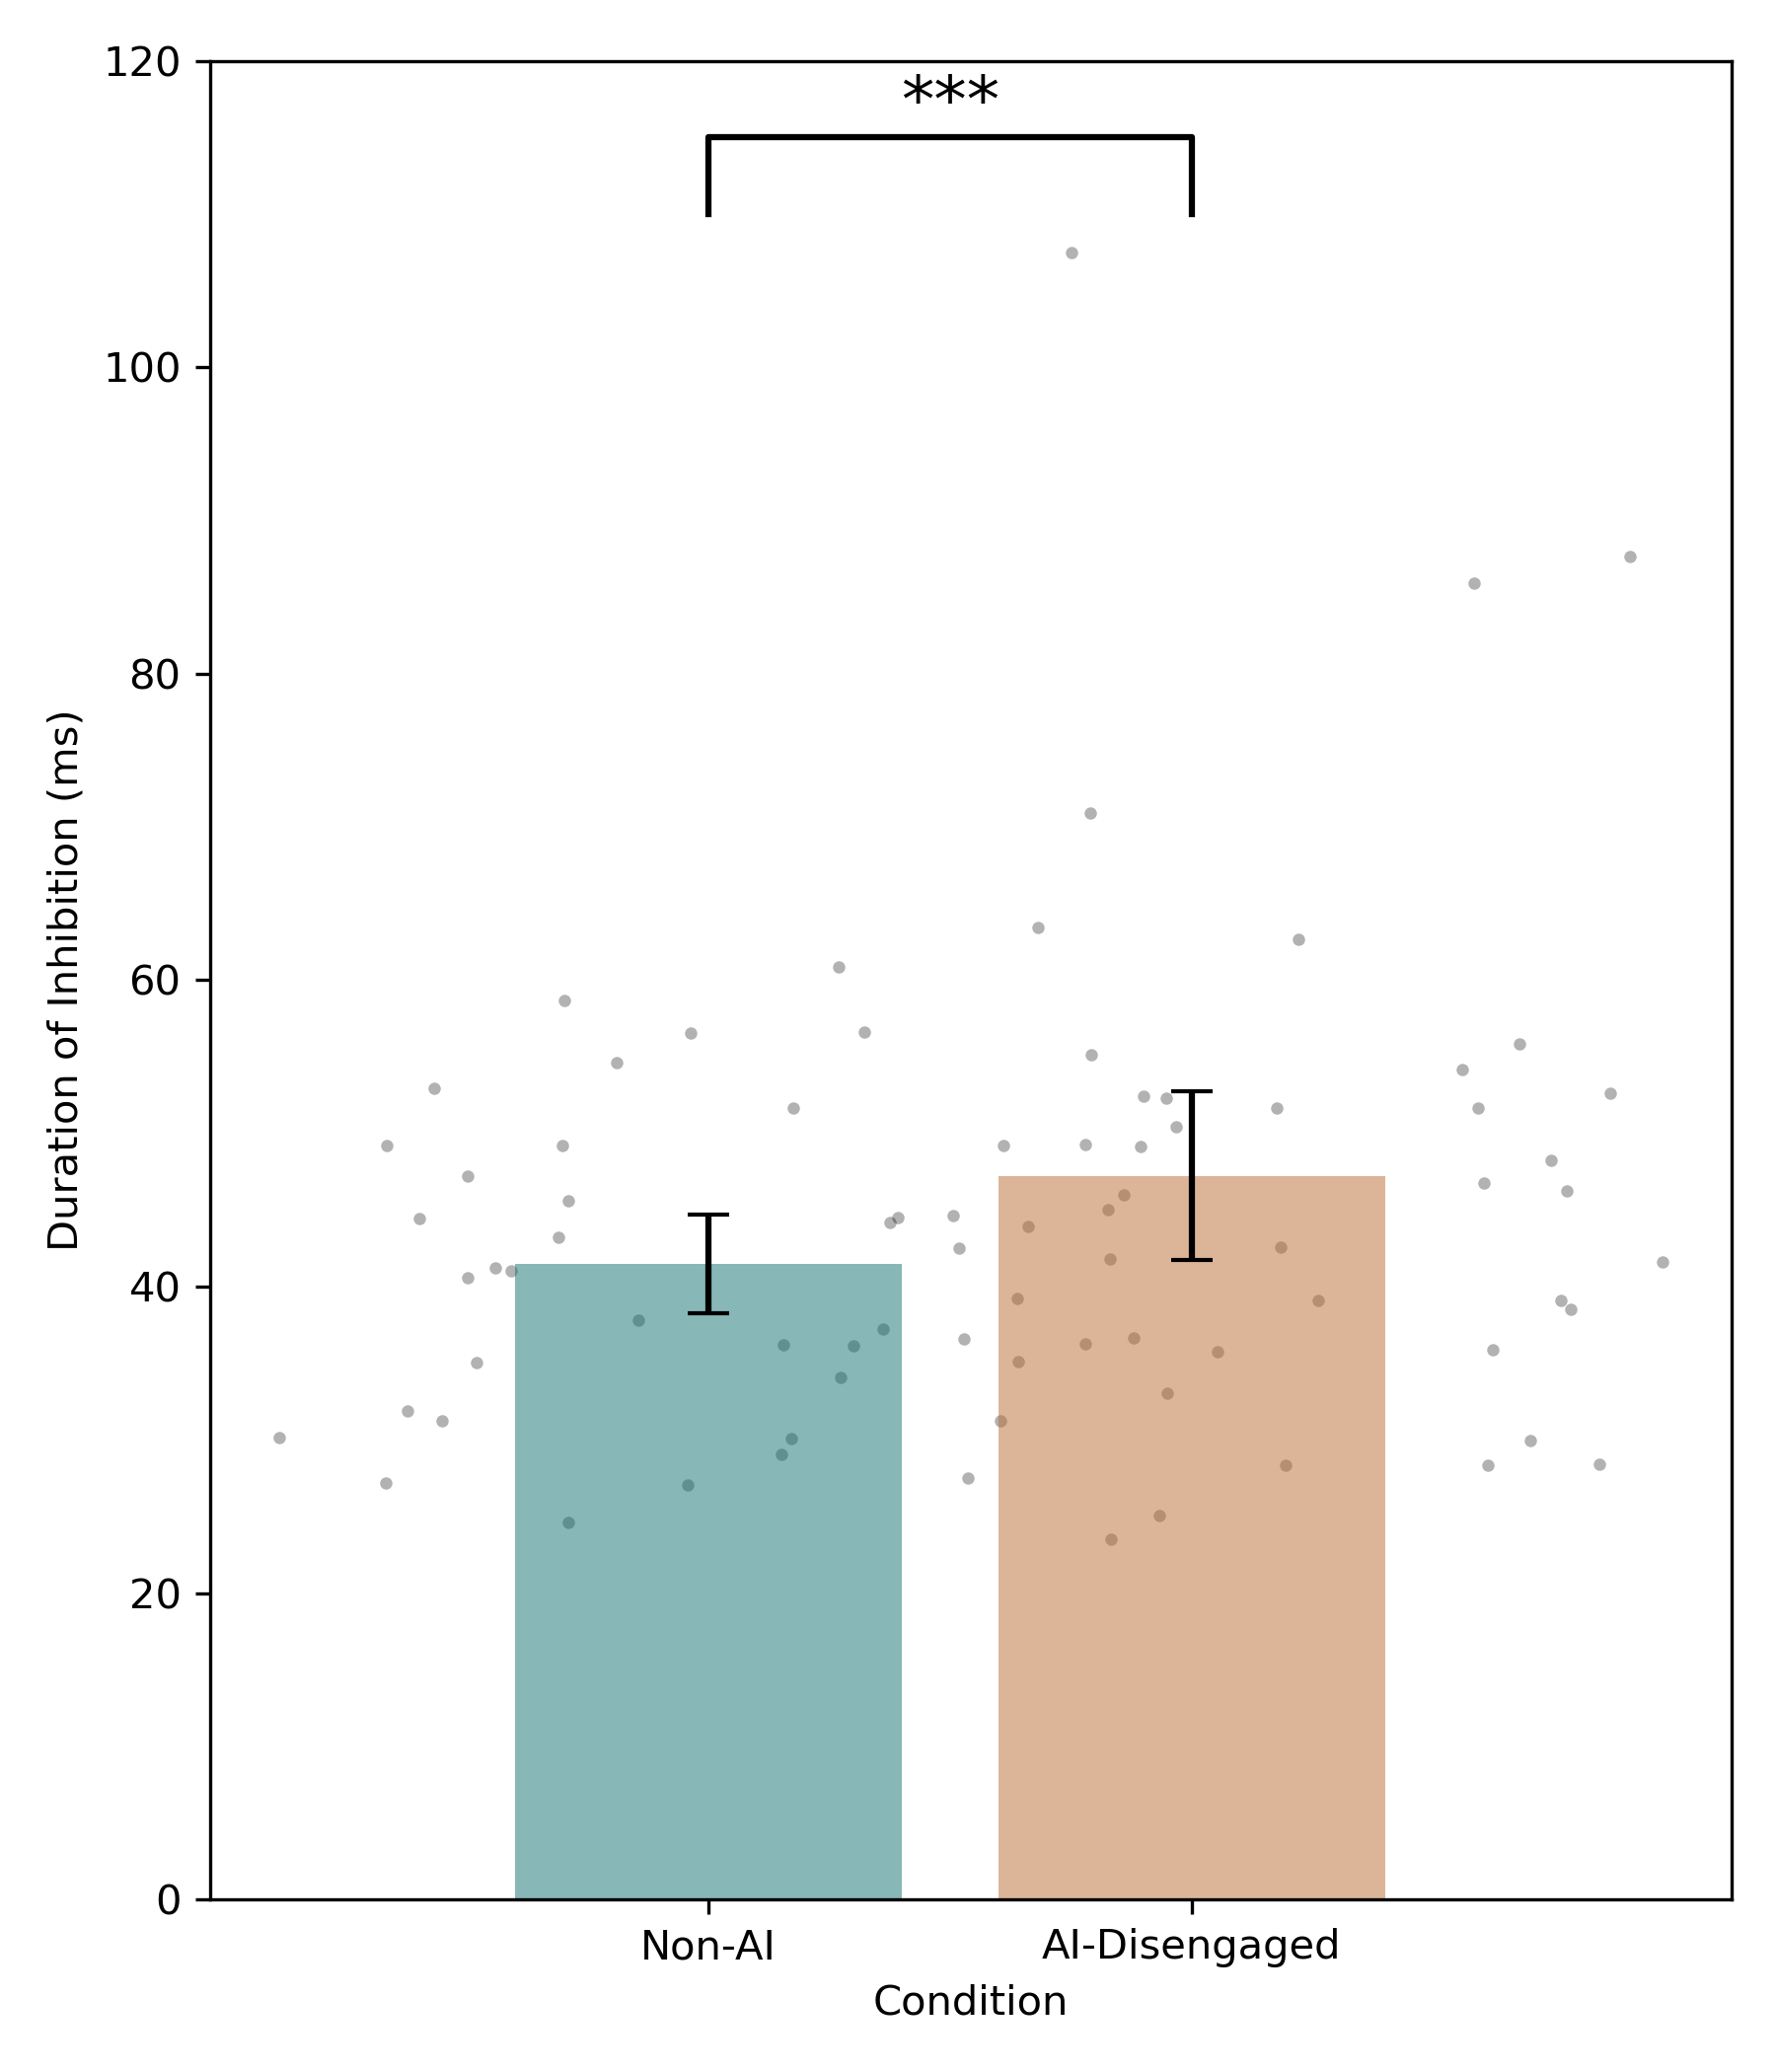 120
***
100
80
60
40
20
0
Duration of Inhibition (ms)
Non-AI
AI-Disengaged
Condition